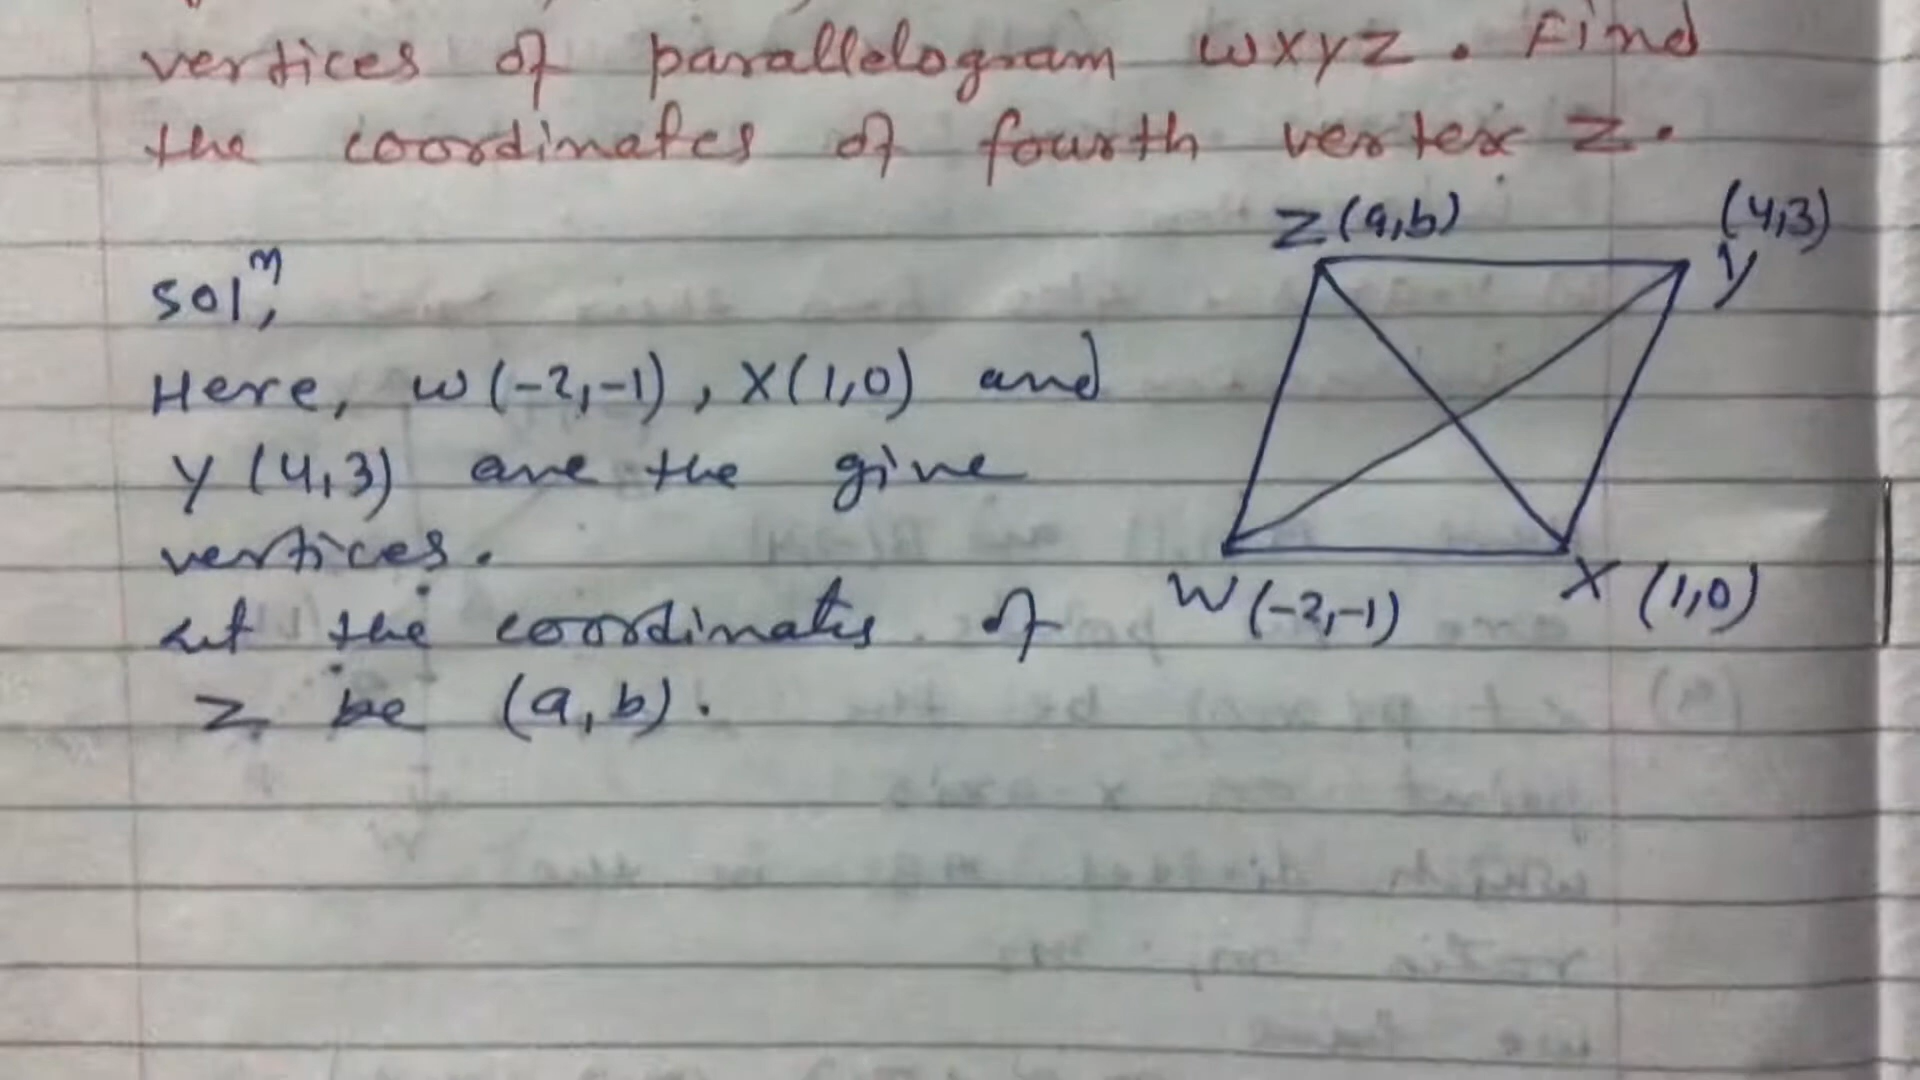 vertices of parallelogram WXYZ. Find
the coordinates of fourth vertex Z.
Z(a,b)
(4,3)
Y
Solⁿ,
Here, W(-2,-1), X(1,0) and
Y(4,3) are the give
vertices.
W(-2,-1)
X (1,0)
Let the coordinates of
Z be (a,b).